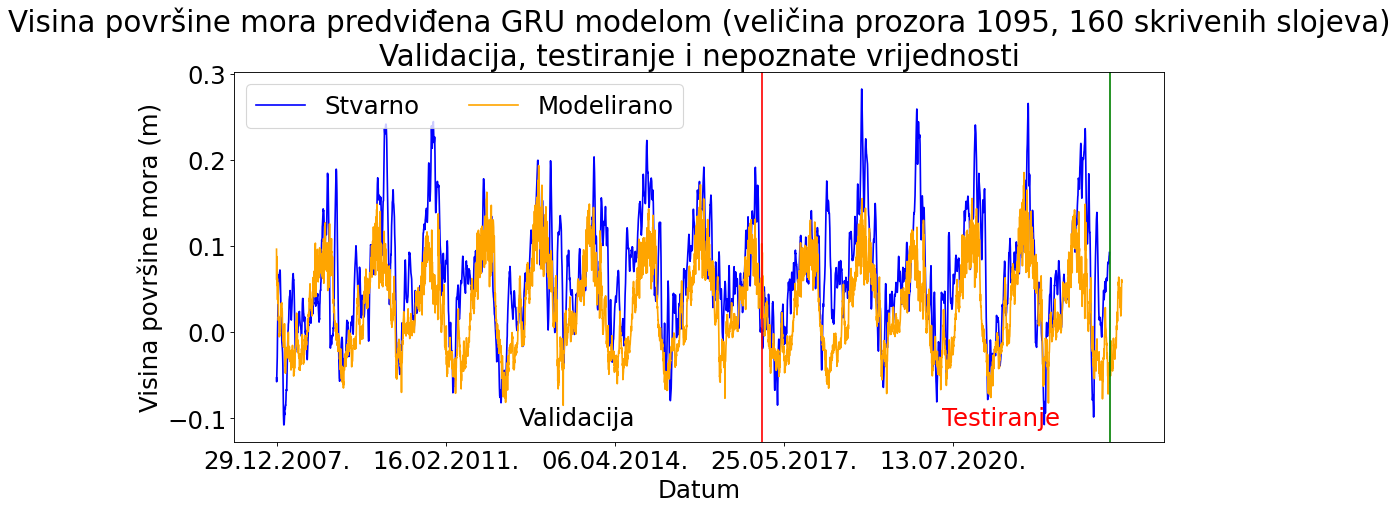 Visina površine mora predviđena GRU modelom (veličina prozora 1095, 160 skrivenih slojeva)
Validacija, testiranje i nepoznate vrijednosti
Stvarno
Modelirano
Visina površine mora (m)
0.3
0.2
0.1
0.0
−0.1
Validacija
Testiranje
29.12.2007.
16.02.2011.
06.04.2014.
25.05.2017.
13.07.2020.
Datum